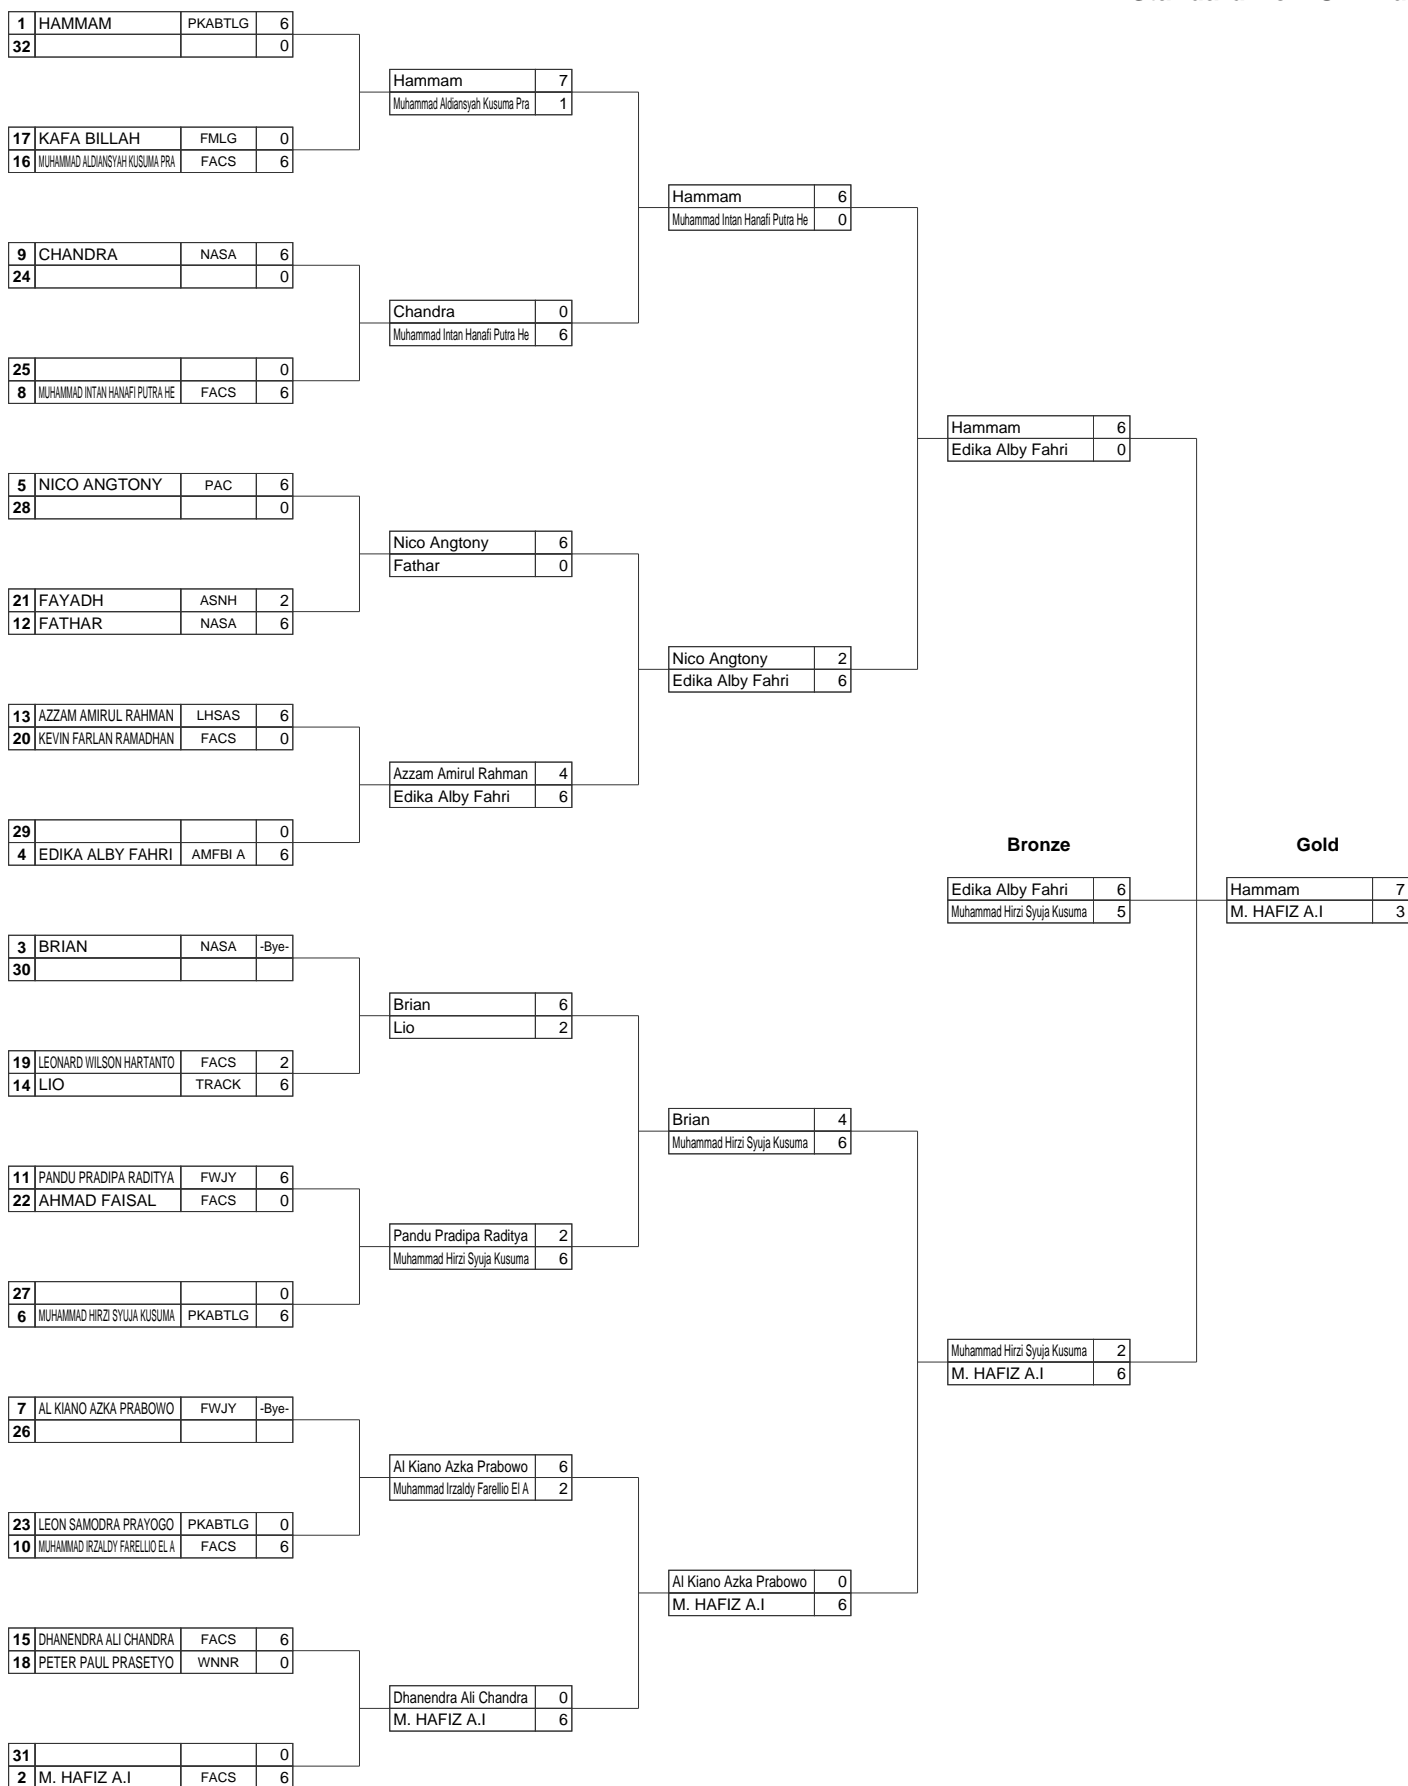 1 HAMMAM PKABTLG 6
32 0
Hammam 7
Muhammad Aldiansyah Kusuma Pra 1
17 KAFA BILLAH FMLG 0
16 MUHAMMAD ALDIANSYAH KUSUMA PRA FACS 6
Hammam 6
Muhammad Intan Hanafi Putra He 0
9 CHANDRA NASA 6
24 0
Chandra 0
Muhammad Intan Hanafi Putra He 6
25 0
8 MUHAMMAD INTAN HANAFI PUTRA HE FACS 6
Hammam 6
Edika Alby Fahri 0
5 NICO ANGTONY PAC 6
28 0
Nico Angtony 6
Fathar 0
21 FAYADH ASNH 2
12 FATHAR NASA 6
Nico Angtony 2
Edika Alby Fahri 6
13 AZZAM AMIRUL RAHMAN LHSAS 6
20 KEVIN FARLAN RAMADHAN FACS 0
Azzam Amirul Rahman 4
Edika Alby Fahri 6
29 0
4 EDIKA ALBY FAHRI AMFBI A 6
Bronze Gold
Edika Alby Fahri 6 Hammam 7
Muhammad Hirzi Syuja Kusuma 5 M. HAFIZ A.I 3
3 BRIAN NASA -Bye-
30
Brian 6
Lio 2
19 LEONARD WILSON HARTANTO FACS 2
14 LIO TRACK 6
Brian 4
Muhammad Hirzi Syuja Kusuma 6
11 PANDU PRADIPA RADITYA FWJY 6
22 AHMAD FAISAL FACS 0
Pandu Pradipa Raditya 2
Muhammad Hirzi Syuja Kusuma 6
27 0
6 MUHAMMAD HIRZI SYUJA KUSUMA PKABTLG 6
Muhammad Hirzi Syuja Kusuma 2
M. HAFIZ A.I 6
7 AL KIANO AZKA PRABOWO FWJY -Bye-
26
Al Kiano Azka Prabowo 6
Muhammad Irzaldy Farellio El A 2
23 LEON SAMODRA PRAYOGO PKABTLG 0
10 MUHAMMAD IRZALDY FARELLIO EL A FACS 6
Al Kiano Azka Prabowo 0
M. HAFIZ A.I 6
15 DHANENDRA ALI CHANDRA FACS 6
18 PETER PAUL PRASETYO WNNR 0
Dhanendra Ali Chandra 0
M. HAFIZ A.I 6
31 0
2 M. HAFIZ A.I FACS 6